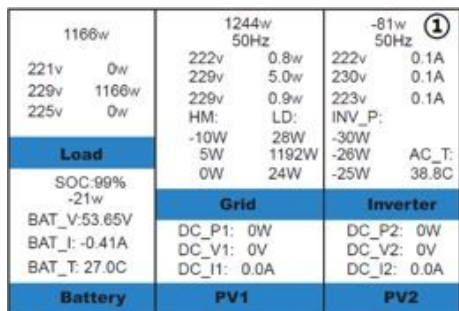 1166w
221v 0w
229v 1166w
225v 0w
Load
SOC:99%
-21w
BAT_V:53.65V
BAT_I: -0.41A
BAT_T: 27.0C
Battery
1244w
50Hz
222v 0.8w
229v 5.0w
229v 0.9w
HM: LD:
-10W 28W
5W 1192W
0W 24W
Grid
DC_P1: 0W
DC_V1: 0V
DC_I1: 0.0A
PV1
-81w ①
50Hz
222v 0.1A
230v 0.1A
223v 0.1A
INV_P:
-30W
-26W AC_T:
-25W 38.8C
Inverter
DC_P2: 0W
DC_V2: 0V
DC_I2: 0.0A
PV2